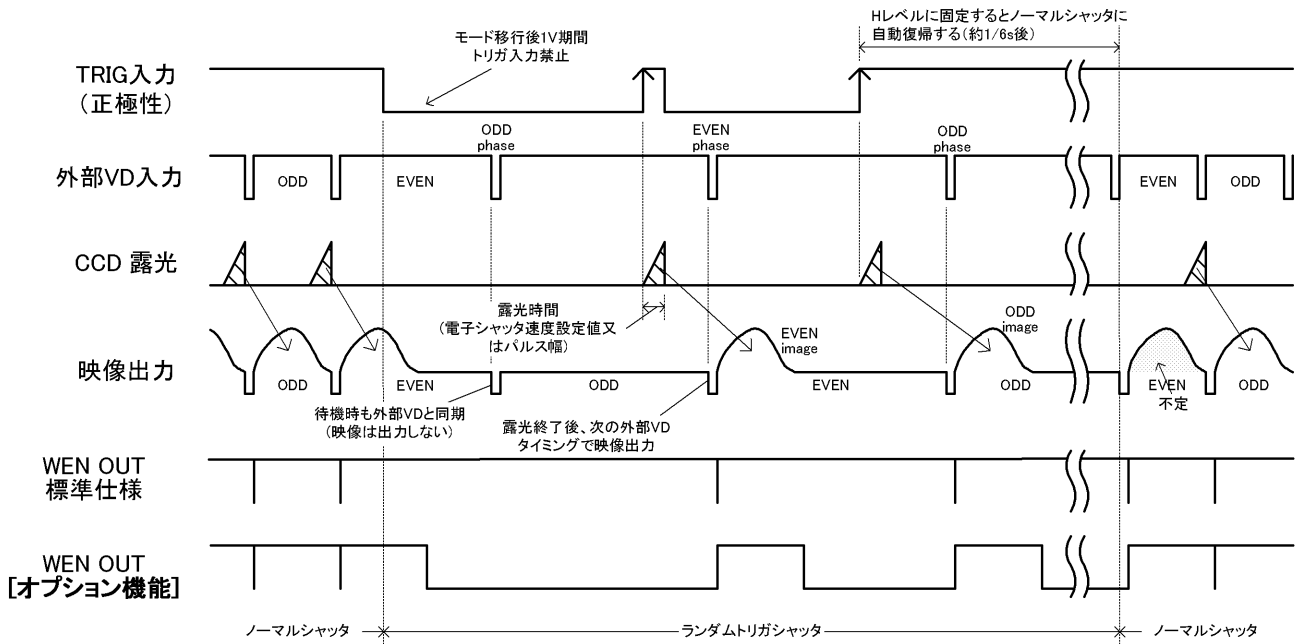 Hレベルに固定するとノーマルシャッタに
自動復帰する(約1/6s後)
モード移行後1V期間
トリガ入力禁止
TRIG入力
(正極性)
ODD
phase
EVEN
phase
ODD
phase
外部VD入力
ODD
EVEN
EVEN
ODD
CCD 露光
露光時間
(電子シャッタ速度設定値又
はパルス幅)
EVEN
image
ODD
image
映像出力
ODD
EVEN
ODD
EVEN
ODD
EVEN
不定
ODD
待機時も外部VDと同期
(映像は出力しない)
露光終了後、次の外部VD
タイミングで映像出力
WEN OUT
標準仕様
WEN OUT
[オプション機能]
ノーマルシャッタ
ランダムトリガシャッタ
ノーマルシャッタ